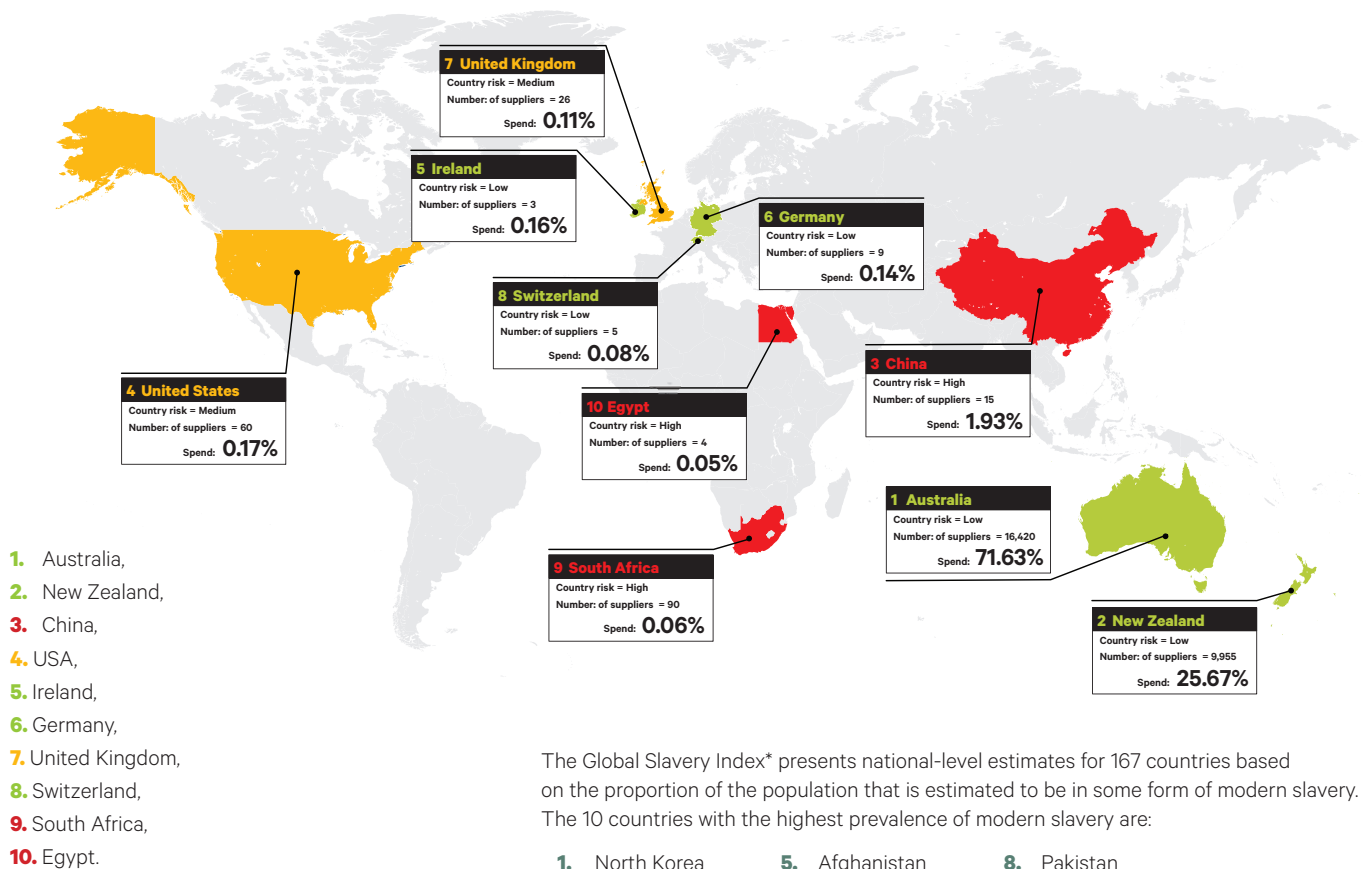 7 United Kingdom
Country risk = Medium
Number: of suppliers = 26
Spend: 0.11%
5 Ireland
Country risk = Low
Number: of suppliers = 3
Spend: 0.16%
6 Germany
Country risk = Low
Number: of suppliers = 9
Spend: 0.14%
8 Switzerland
Country risk = Low
Number: of suppliers = 5
Spend: 0.08%
3 China
Country risk = High
Number: of suppliers = 15
Spend: 1.93%
4 United States
Country risk = Medium
Number: of suppliers = 60
Spend: 0.17%
10 Egypt
Country risk = High
Number: of suppliers = 4
Spend: 0.05%
1 Australia
Country risk = Low
Number: of suppliers = 16,420
Spend: 71.63%
9 South Africa
Country risk = High
Number: of suppliers = 90
Spend: 0.06%
2 New Zealand
Country risk = Low
Number: of suppliers = 9,955
Spend: 25.67%
1. Australia,
2. New Zealand,
3. China,
4. USA,
5. Ireland,
6. Germany,
7. United Kingdom,
8. Switzerland,
9. South Africa,
10. Egypt.
The Global Slavery Index* presents national-level estimates for 167 countries based
on the proportion of the population that is estimated to be in some form of modern slavery.
The 10 countries with the highest prevalence of modern slavery are:
1. North Korea 5. Afghanistan 8. Pakistan